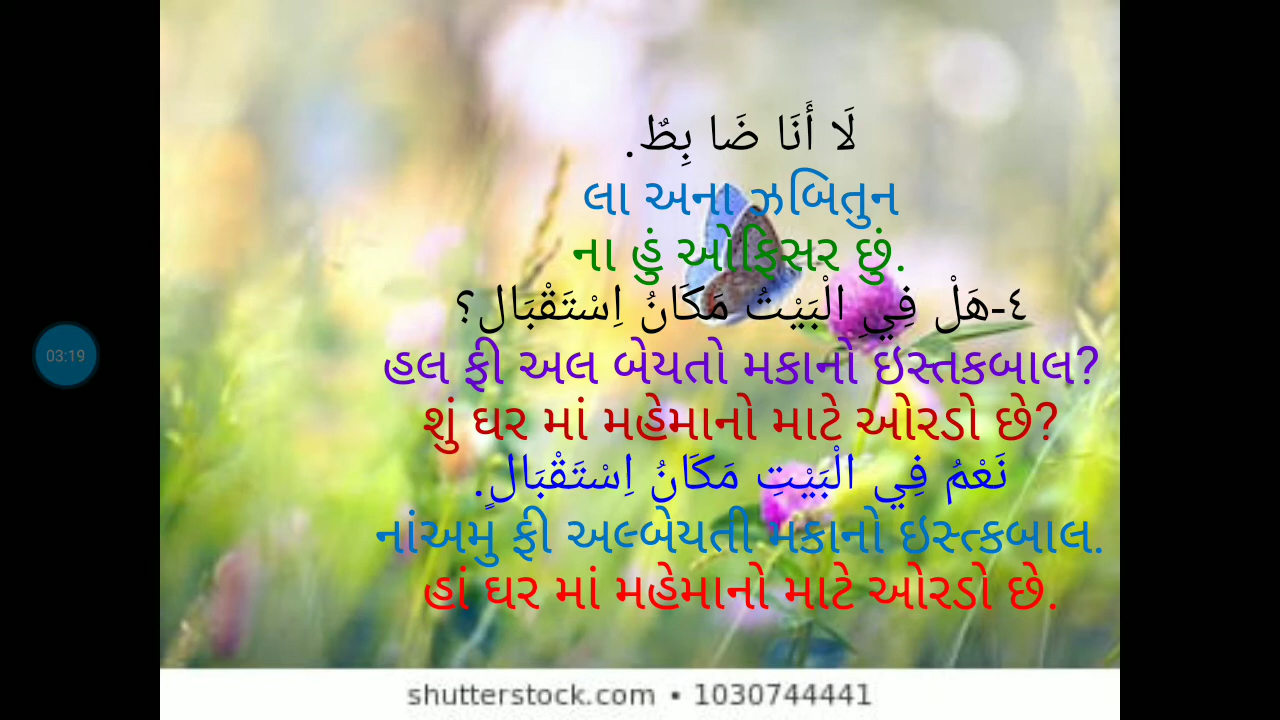 لَا أَنَا ضَا بِطٌ.
લા અના ઝબિતુન
ના હું ઓફિસર છું.
٤-هَلْ فِيِ الْبَيْتُ مَكَانُ اِسْتَقْبَالِ؟
હલ ફી અલ બેયતો મકાનો ઇસ્તકબાલ?
શું ઘર માં મહેમાનો માટે ઓરડો છે?
نَعْمُ فِي الْبَيْتِ مَكَانُ اِسْتَقْبَالٍ.
નાંઅમુ ફી અલ્બેયતી મકાનો ઇસ્ત્કબાલ.
હાં ઘર માં મહેમાનો માટે ઓરડો છે.
03:19
shutterstock.com • 1030744441